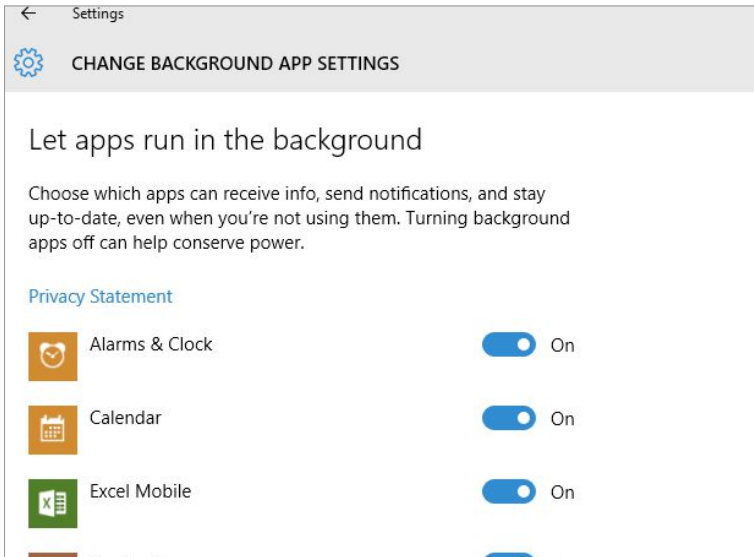 Settings
CHANGE BACKGROUND APP SETTINGS
Let apps run in the background
Choose which apps can receive info, send notifications, and stay
up-to-date, even when you're not using them. Turning background
apps off can help conserve power.
Privacy Statement
Alarms & Clock On
Calendar On
Excel Mobile On